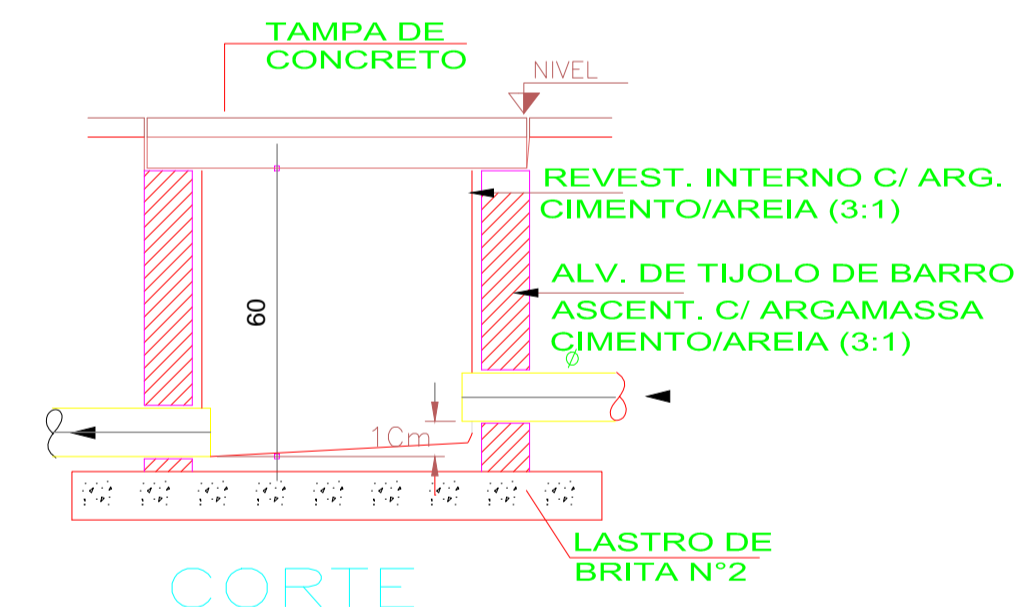 TAMPA DE
CONCRETO
NIVEL
REVEST. INTERNO C/ ARG.
CIMENTO/AREIA (3:1)
ALV. DE TIJOLO DE BARRO
ASCENT. C/ ARGAMASSA
CIMENTO/AREIA (3:1)
Ø
60
1Cm
LASTRO DE
BRITA N°2
CORTE